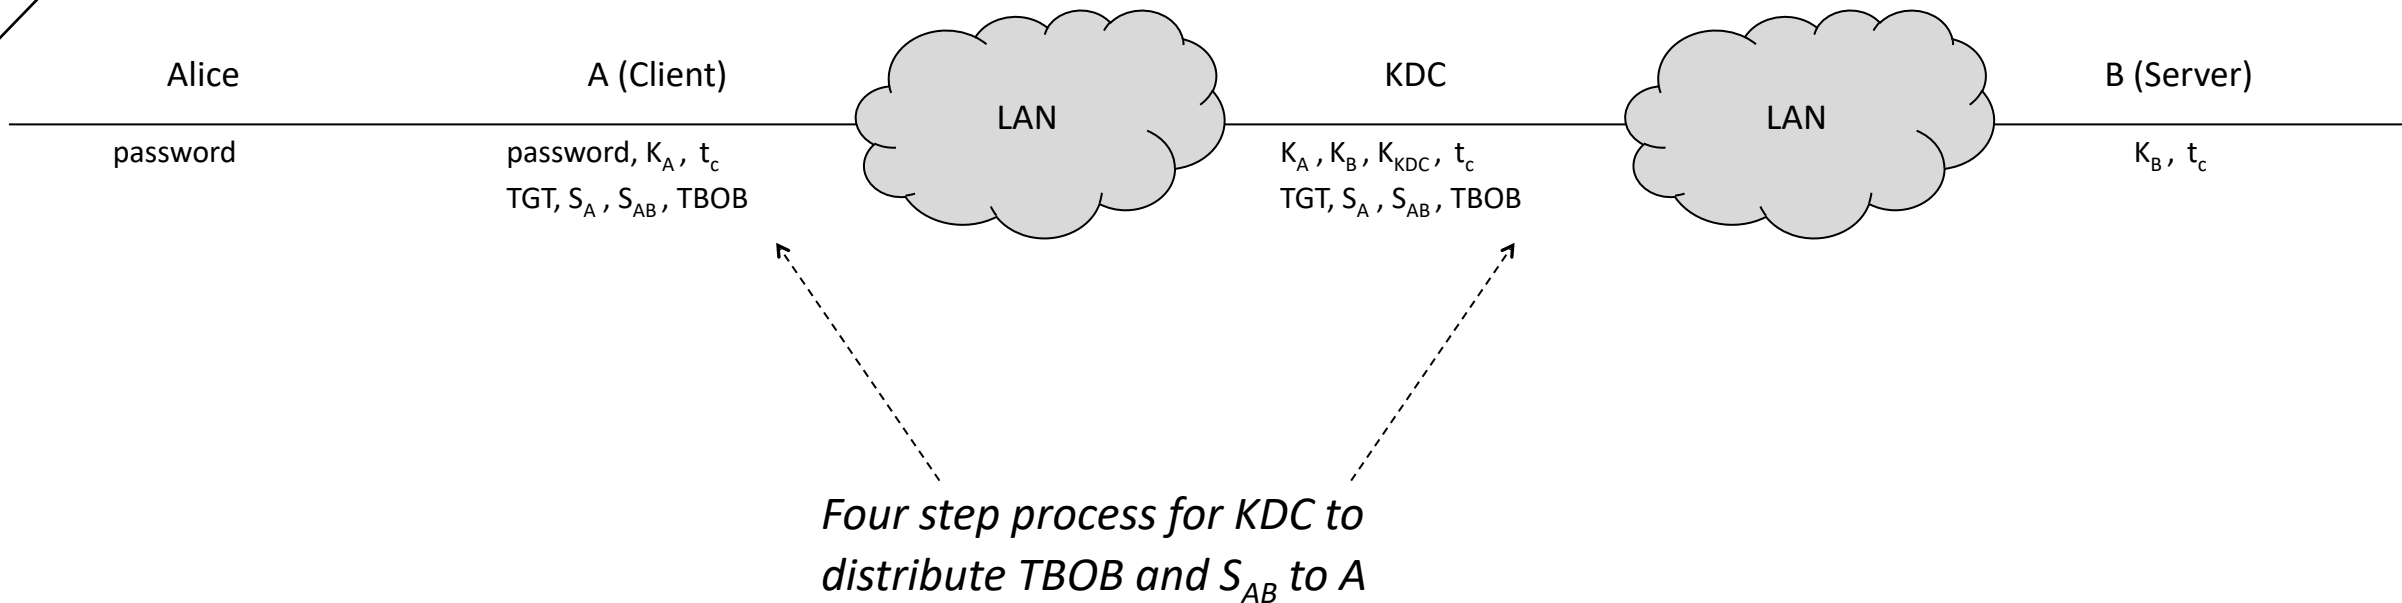 Alice
A (Client)
LAN
KDC
LAN
B (Server)
password
password, K_A , t_c
TGT, S_A , S_AB , TBOB
K_A , K_B , K_KDC , t_c
TGT, S_A , S_AB , TBOB
K_B , t_c
Four step process for KDC to
distribute TBOB and S_AB to A